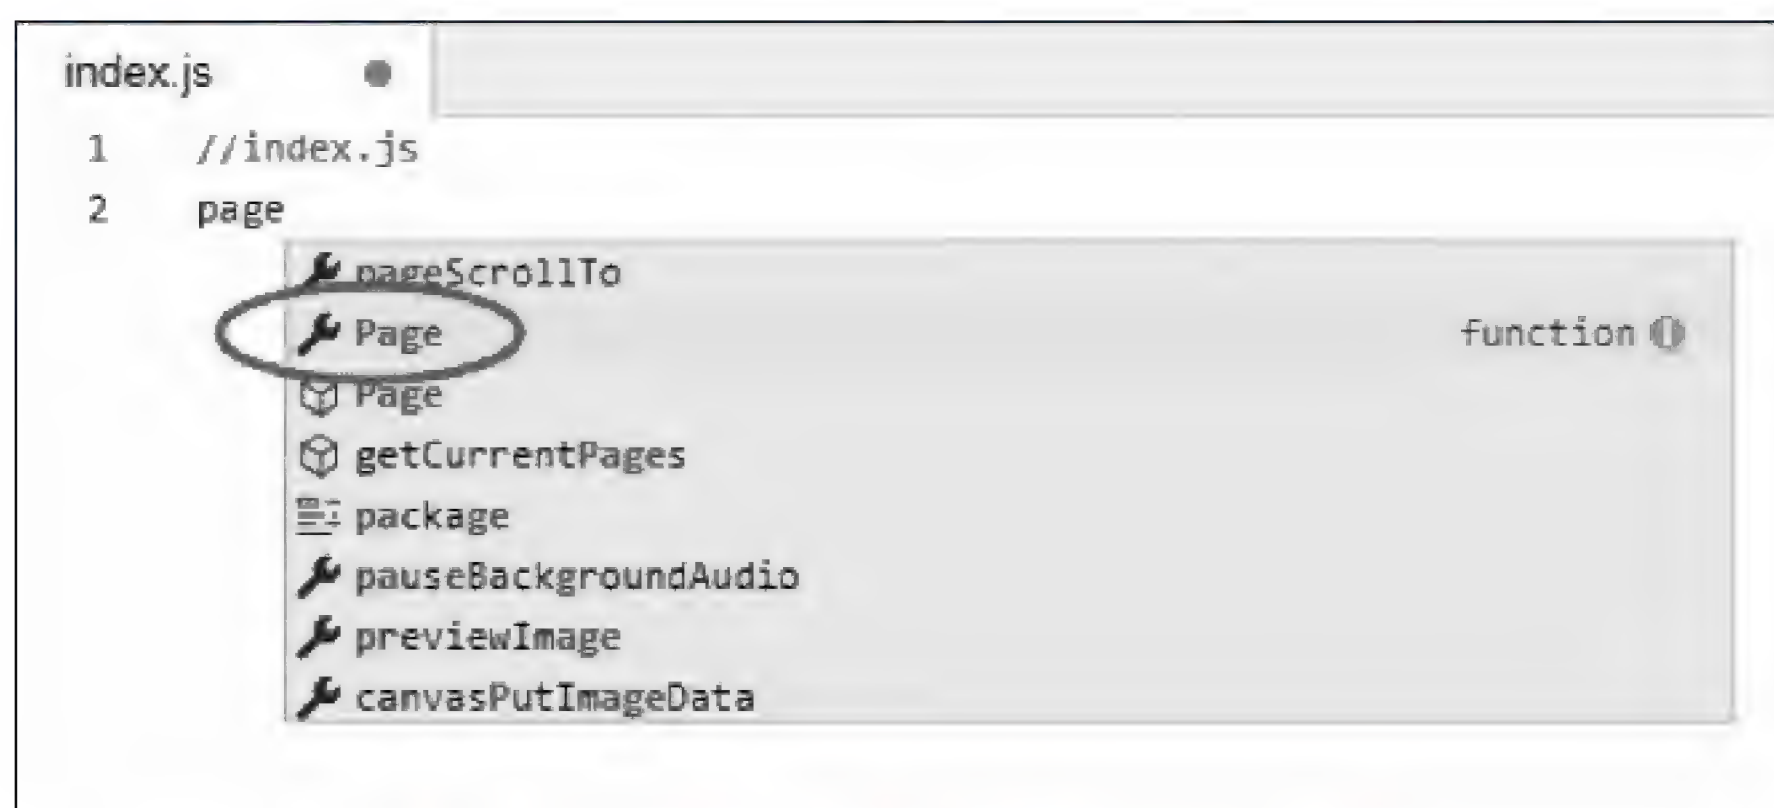 index.js
1 //index.js
2 page
pageScrollTo
Page function
Page
getCurrentPages
package
pauseBackgroundAudio
previewImage
canvasPutImageData